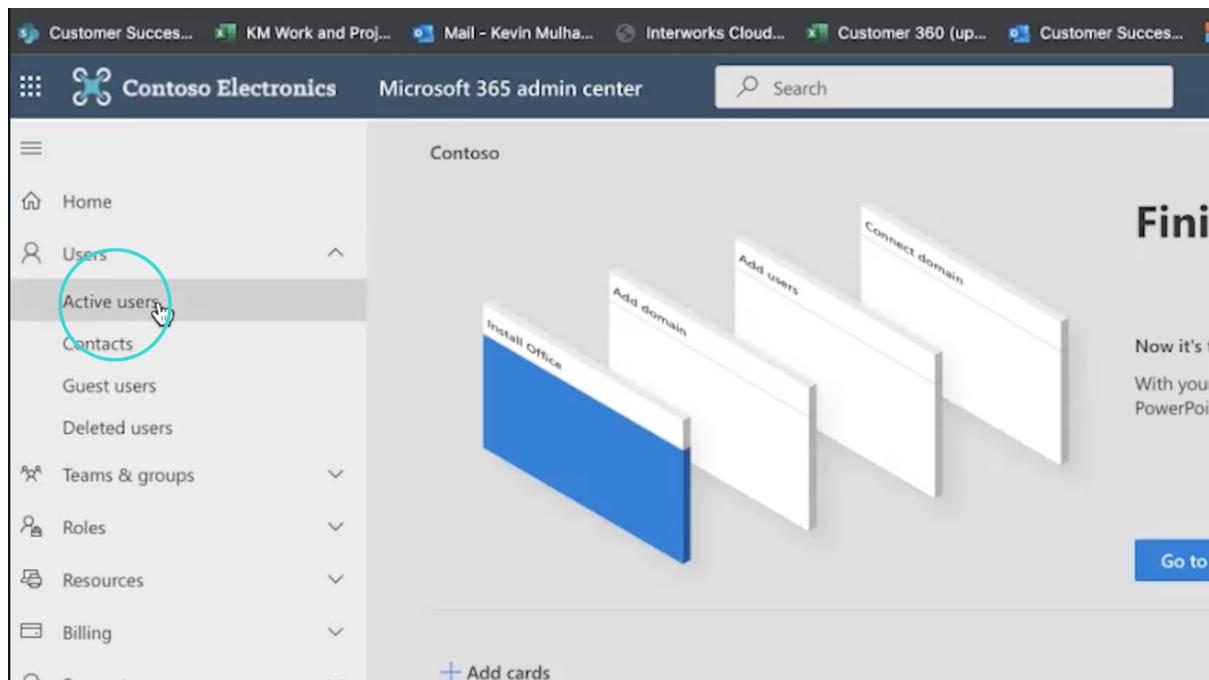 Customer Succes... KM Work and Proj... Mail - Kevin Mulha... Interworks Cloud... Customer 360 (up... Customer Succes...
Contoso Electronics Microsoft 365 admin center Search
Contoso
Home
Users
Active users
Contacts
Guest users
Deleted users
Teams & groups
Roles
Resources
Billing
Install Office
Add domain
Add users
Connect domain
Fini
Now it's
With your
PowerPoi
Go to
Add cards